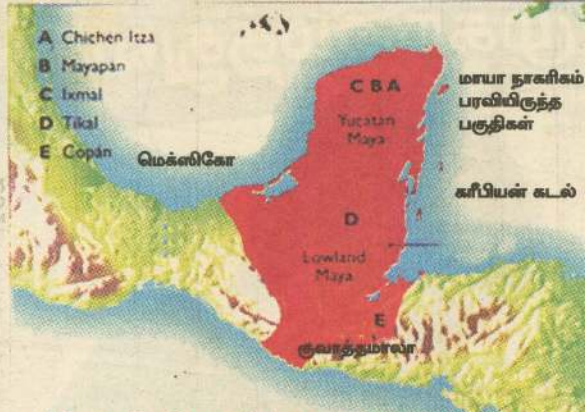 A Chichen Itza
B Mayapan
C Ixmal
D Tikal
E Copán
மெக்ஸிகோ
C B A
Yucatan
Maya
மாயா நாகரிகம்
பரவியிருந்த
பகுதிகள்
கரீபியன் கடல்
D
Lowland
Maya
E
குவாத்தமாலா